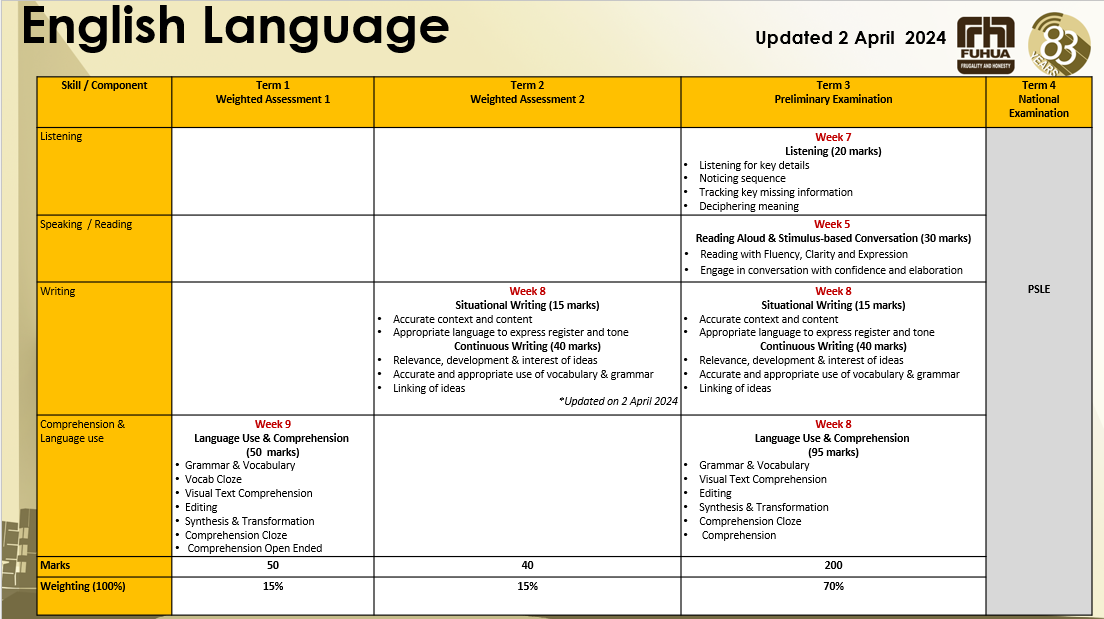 English Language
Updated 2 April 2024
FUHUA
FRUGALITY AND HONESTY
83
YEARS
Skill / Component
Term 1
Weighted Assessment 1
Term 2
Weighted Assessment 2
Term 3
Preliminary Examination
Term 4
National
Examination
Listening
Week 7
Listening (20 marks)
• Listening for key details
• Noticing sequence
• Tracking key missing information
• Deciphering meaning
Speaking / Reading
Week 5
Reading Aloud & Stimulus-based Conversation (30 marks)
• Reading with Fluency, Clarity and Expression
• Engage in conversation with confidence and elaboration
PSLE
Writing
Week 8
Situational Writing (15 marks)
• Accurate context and content
• Appropriate language to express register and tone
Continuous Writing (40 marks)
• Relevance, development & interest of ideas
• Accurate and appropriate use of vocabulary & grammar
• Linking of ideas
*Updated on 2 April 2024
Week 8
Situational Writing (15 marks)
• Accurate context and content
• Appropriate language to express register and tone
Continuous Writing (40 marks)
• Relevance, development & interest of ideas
• Accurate and appropriate use of vocabulary & grammar
• Linking of ideas
Comprehension &
Language use
Week 9
Language Use & Comprehension
(50 marks)
• Grammar & Vocabulary
• Vocab Cloze
• Visual Text Comprehension
• Editing
• Synthesis & Transformation
• Comprehension Cloze
• Comprehension Open Ended
Week 8
Language Use & Comprehension
(95 marks)
• Grammar & Vocabulary
• Visual Text Comprehension
• Editing
• Synthesis & Transformation
• Comprehension Cloze
• Comprehension
Marks
50
40
200
Weighting (100%)
15%
15%
70%